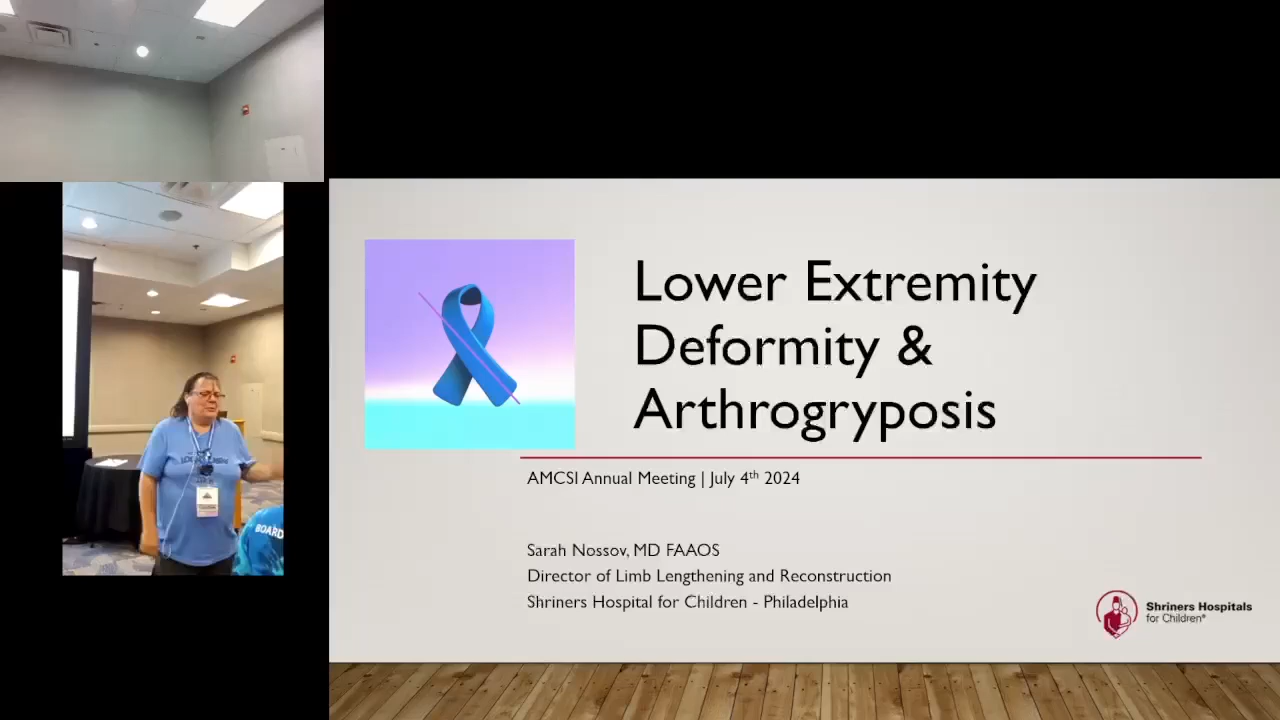 Lower Extremity
Deformity &
Arthrogryposis
AMCSI Annual Meeting | July 4th 2024
Sarah Nossov, MD FAAOS
Director of Limb Lengthening and Reconstruction
Shriners Hospital for Children - Philadelphia
Shriners Hospitals
for Children®
BOARD